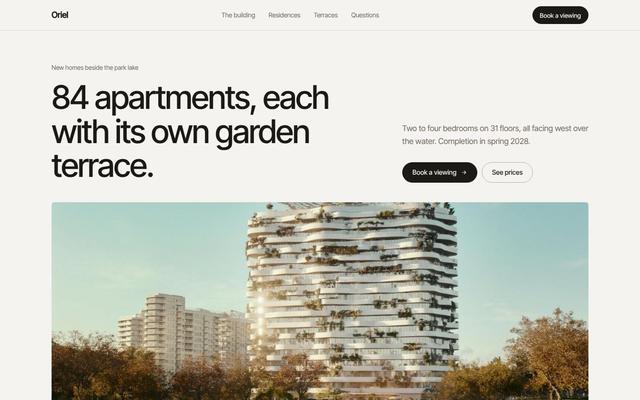 Oriel
The building
Residences
Terraces
Questions
Book a viewing
New homes beside the park lake
84 apartments, each
with its own garden
terrace.
Two to four bedrooms on 31 floors, all facing west over
the water. Completion in spring 2028.
Book a viewing →
See prices